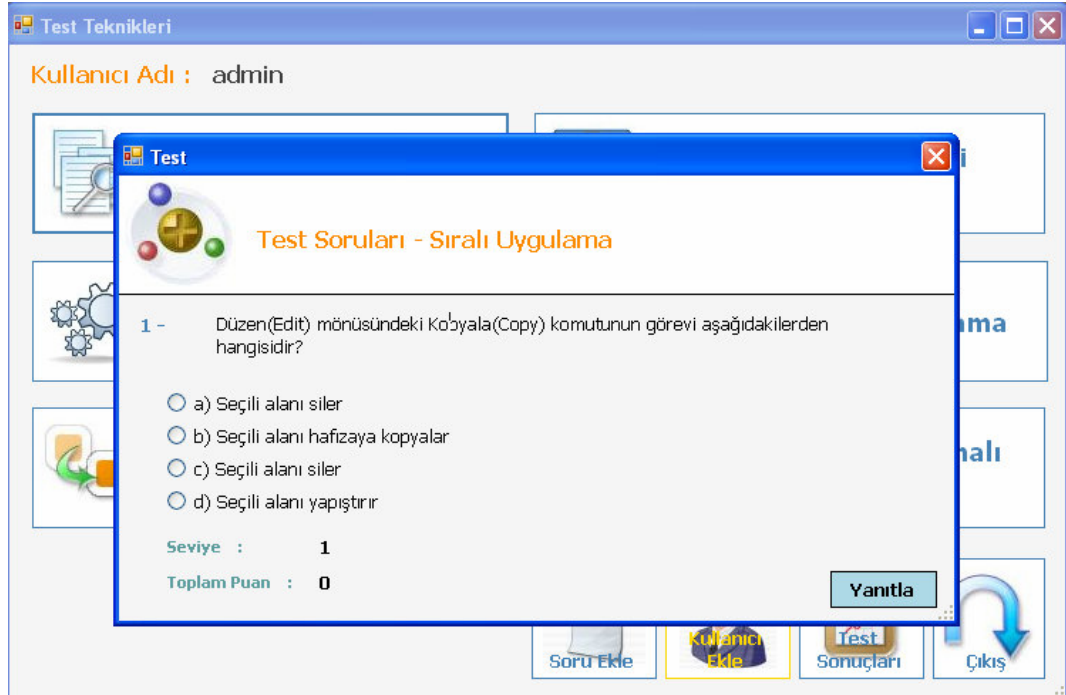 Test Teknikleri
Kullanıcı Adı : admin
i
Test
Test Soruları - Sıralı Uygulama
1 - Düzen(Edit) mönüsündeki Kopyala(Copy) komutunun görevi aşağıdakilerden
hangisidir?
ama
a) Seçili alanı siler
b) Seçili alanı hafızaya kopyalar
nalı
c) Seçili alanı siler
d) Seçili alanı yapıştırır
Seviye : 1
Toplam Puan : 0
Yanıtla
Soru Ekle
Kullanıcı
Ekle
Test
Sonuçları
Çıkış